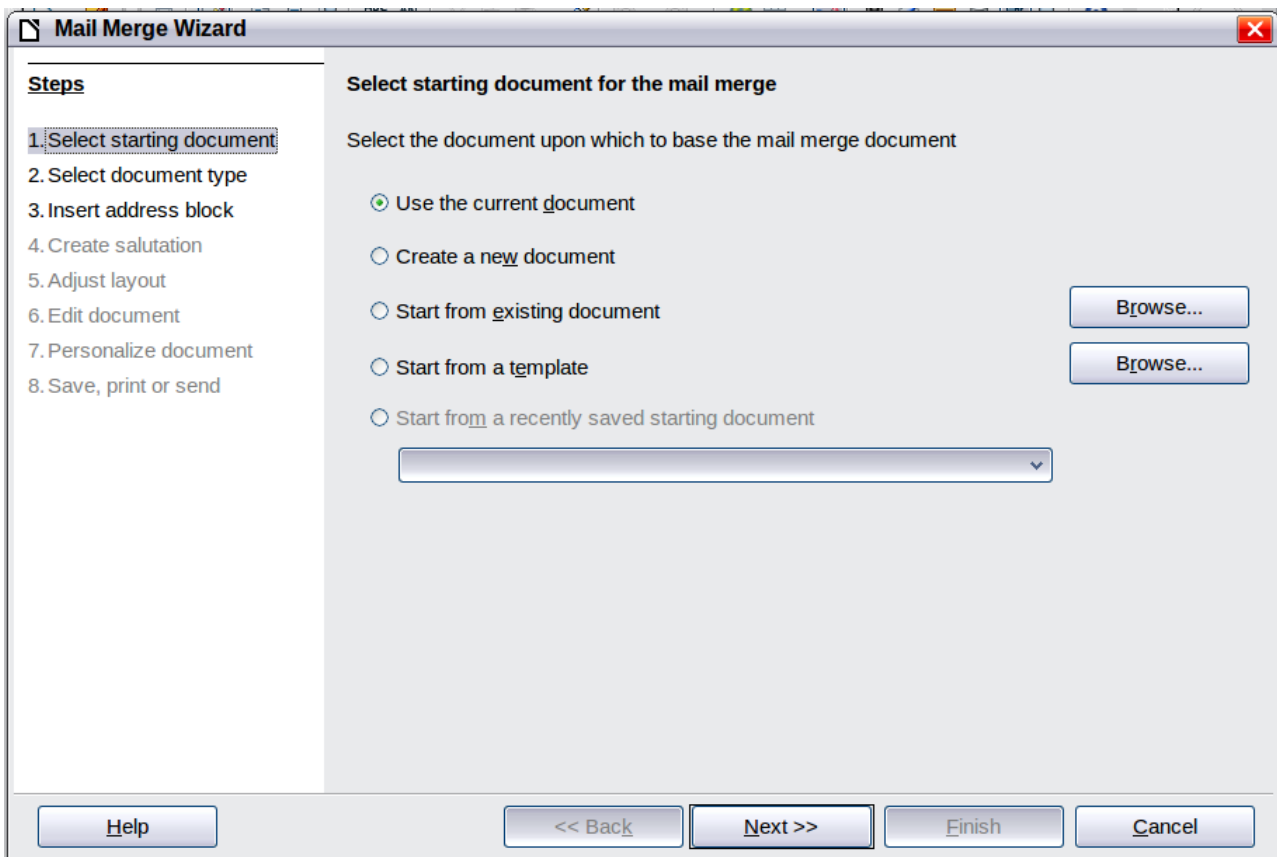 Mail Merge Wizard
Steps
1. Select starting document
2. Select document type
3. Insert address block
4. Create salutation
5. Adjust layout
6. Edit document
7. Personalize document
8. Save, print or send
Select starting document for the mail merge
Select the document upon which to base the mail merge document
Use the current document
Create a new document
Start from existing document
Browse...
Start from a template
Browse...
Start from a recently saved starting document
Help
<< Back
Next >>
Finish
Cancel